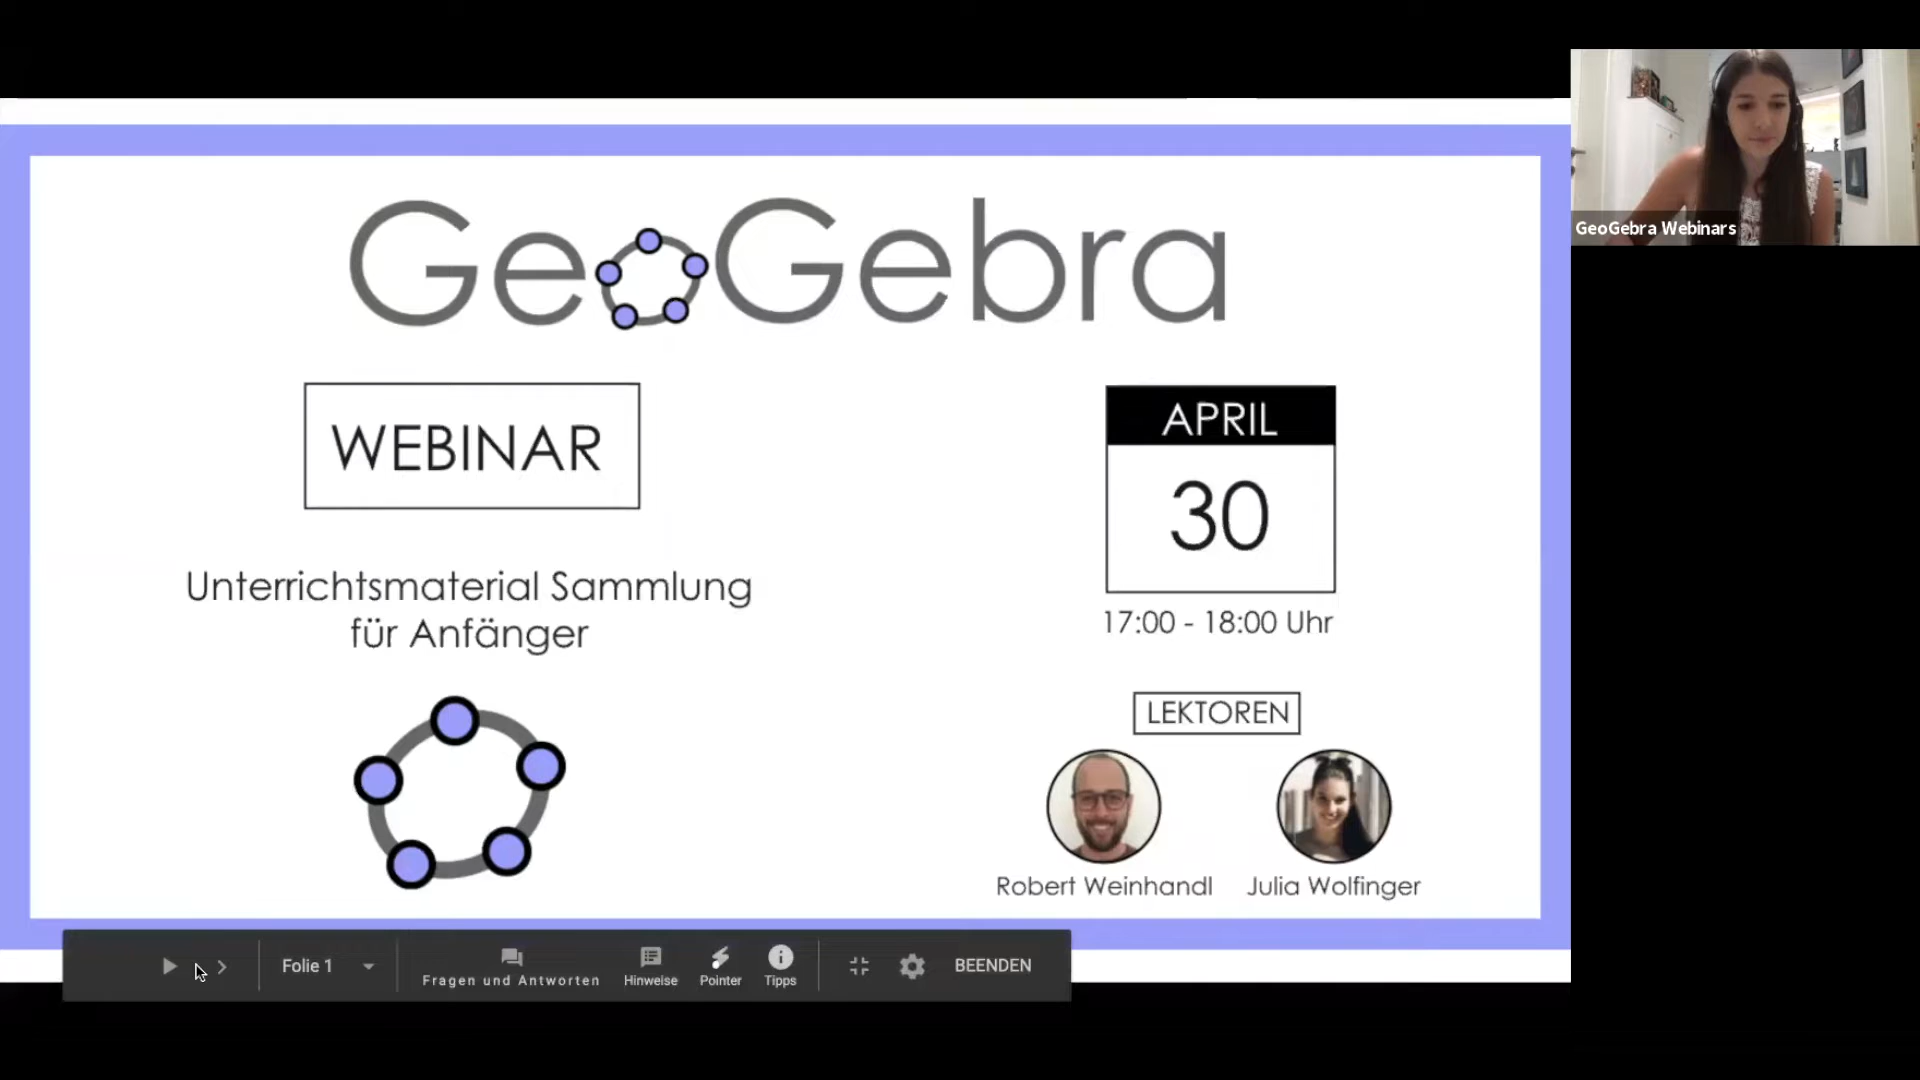 GeoGebra
WEBINAR
Unterrichtsmaterial Sammlung
für Anfänger
APRIL
30
17:00 - 18:00 Uhr
LEKTOREN
Robert Weinhandl
Julia Wolfinger
GeoGebra Webinars
Folie 1
Fragen und Antworten
Hinweise
Pointer
Tipps
BEENDEN